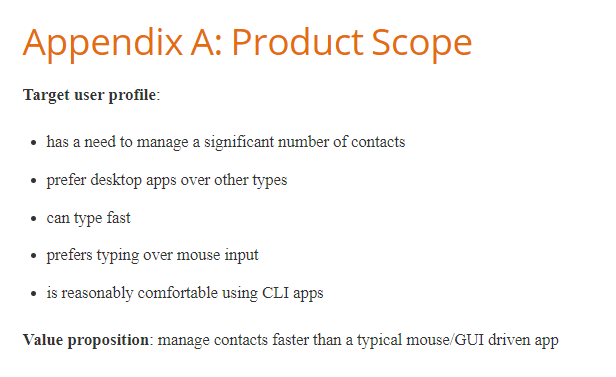 Appendix A: Product Scope
Target user profile:
has a need to manage a significant number of contacts
prefer desktop apps over other types
can type fast
prefers typing over mouse input
is reasonably comfortable using CLI apps
Value proposition: manage contacts faster than a typical mouse/GUI driven app